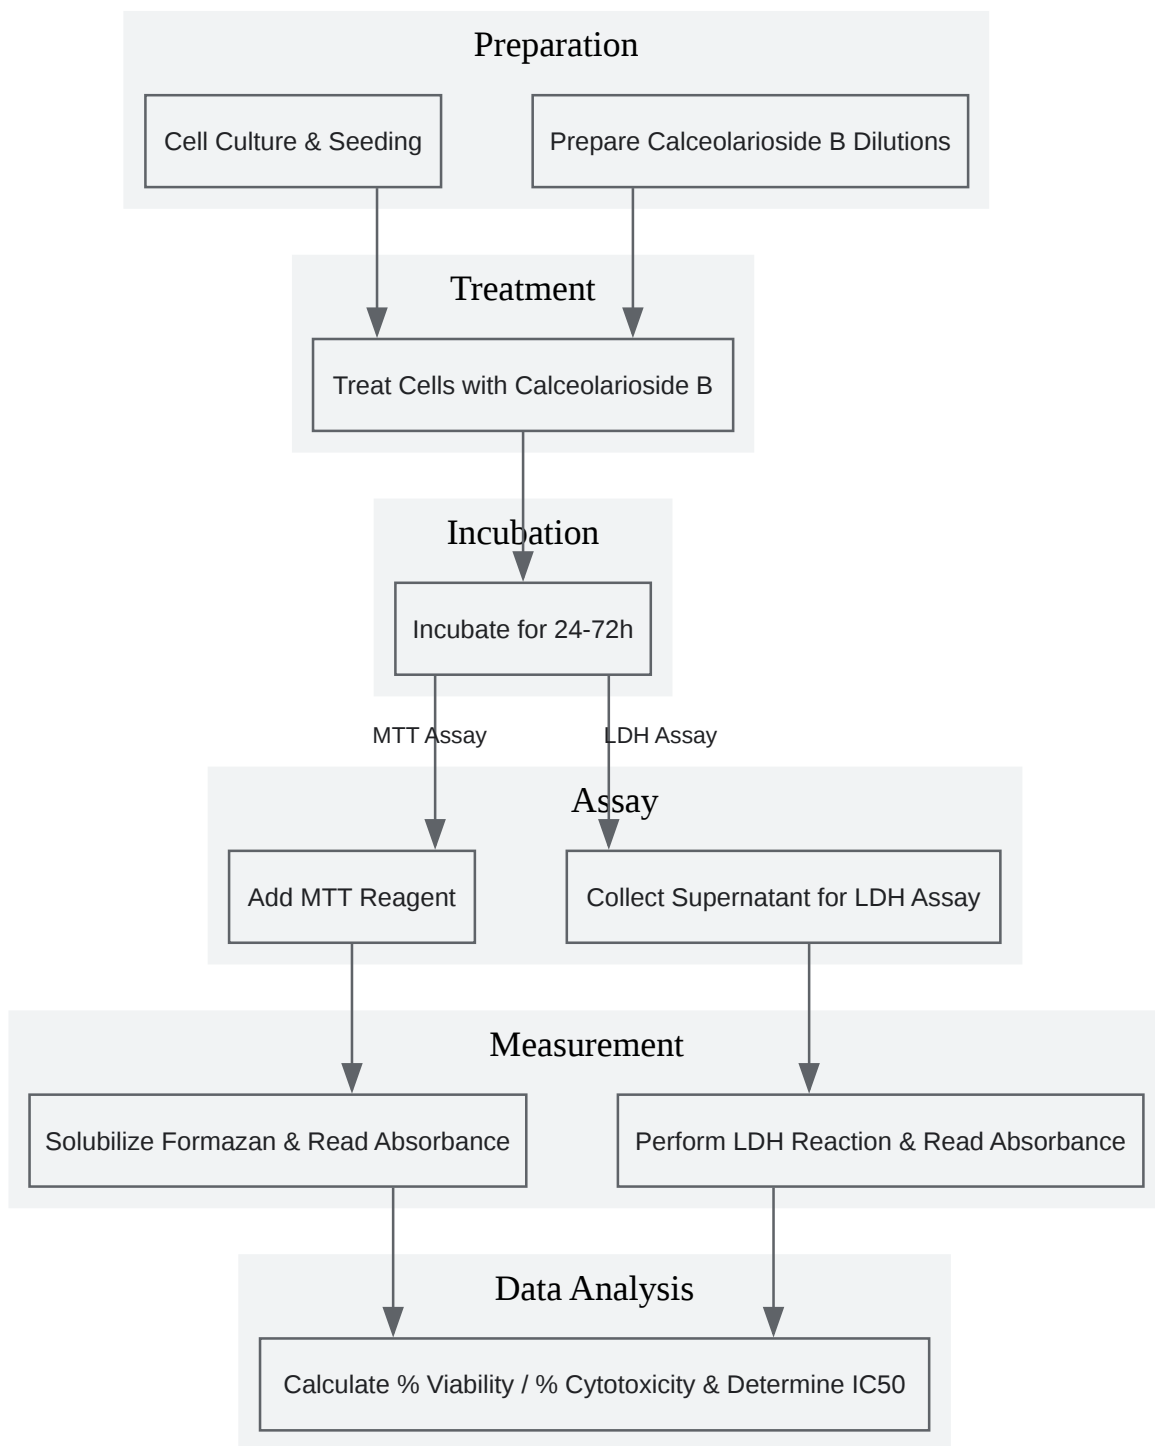 Preparation
Cell Culture & Seeding
Prepare Calceolarioside B Dilutions
Treatment
Treat Cells with Calceolarioside B
Incubation
Incubate for 24-72h
MTT Assay
LDH Assay
Assay
Add MTT Reagent
Collect Supernatant for LDH Assay
Measurement
Solubilize Formazan & Read Absorbance
Perform LDH Reaction & Read Absorbance
Data Analysis
Calculate % Viability / % Cytotoxicity & Determine IC50